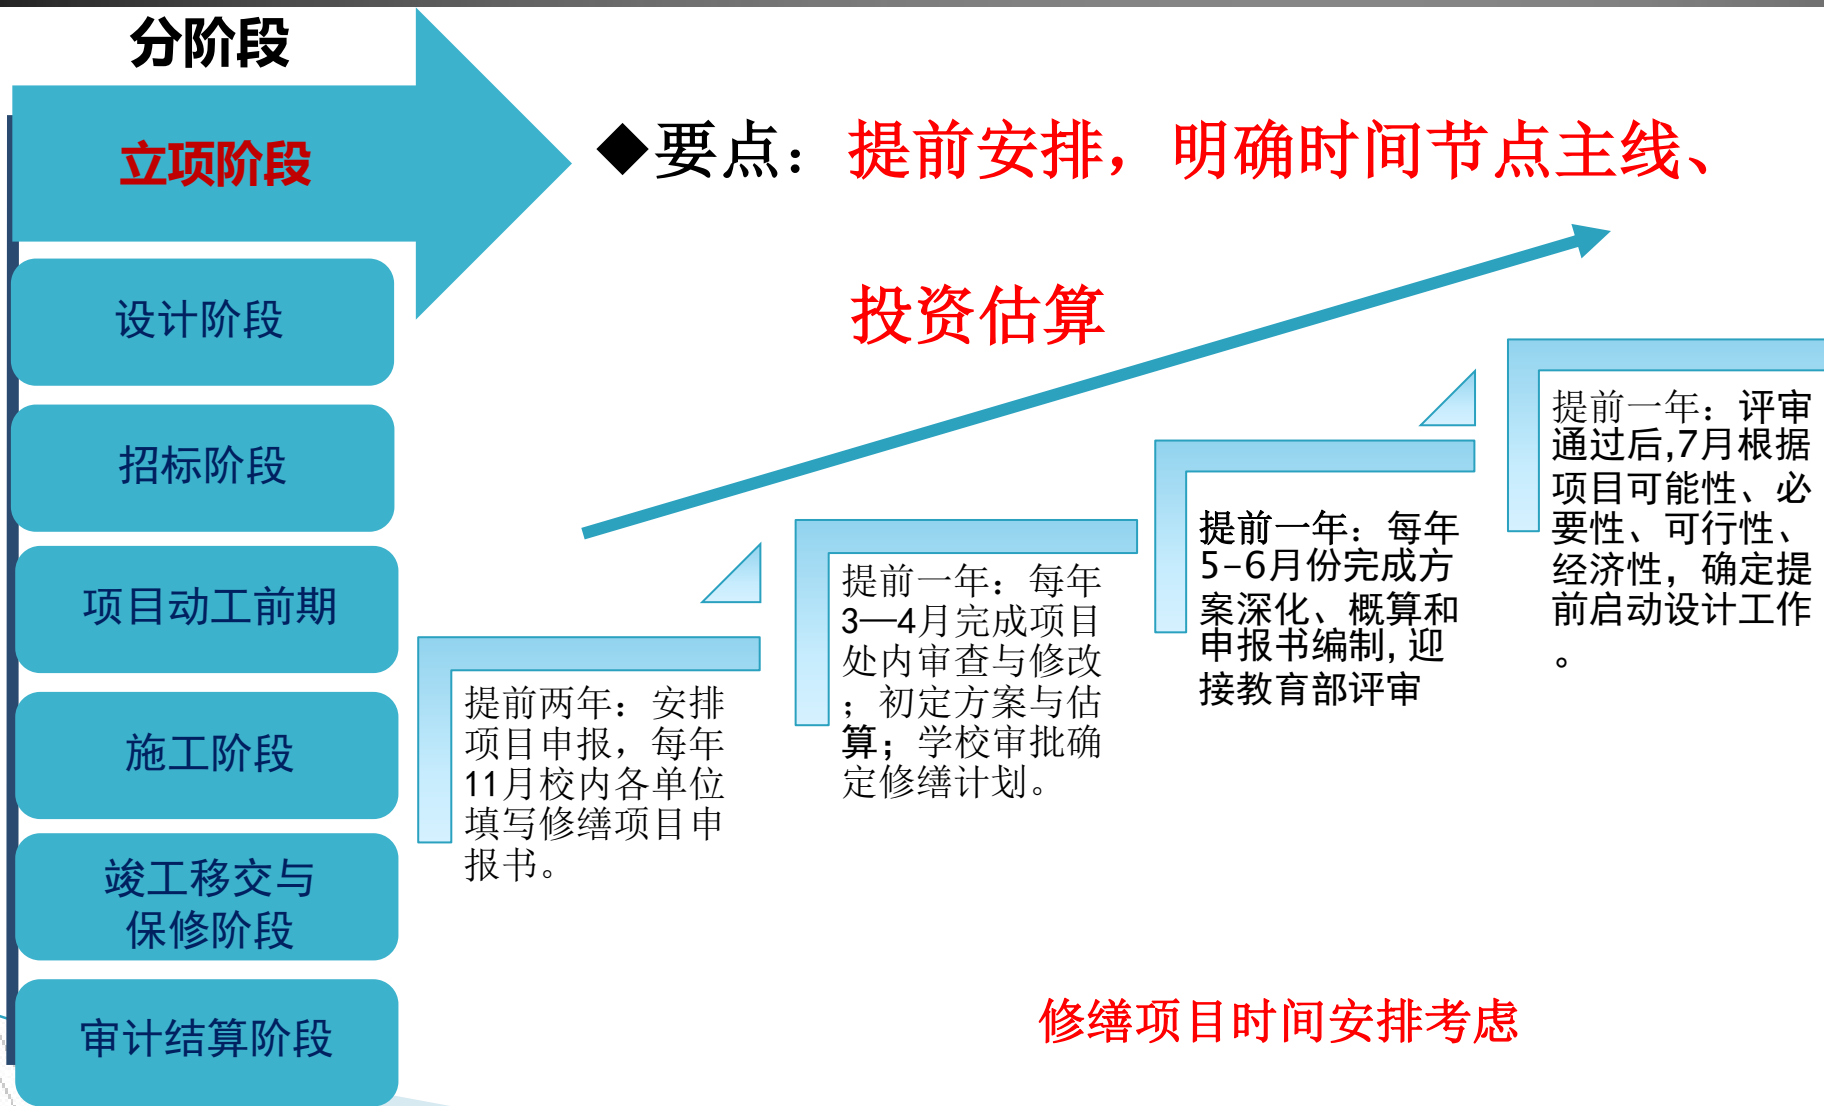 分阶段
立项阶段
设计阶段
招标阶段
项目动工前期
施工阶段
竣工移交与
保修阶段
审计结算阶段
◆要点：提前安排，明确时间节点主线、
投资估算
提前两年：安排
项目申报，每年
11月校内各单位
填写修缮项目申
报书。
提前一年：每年
3—4月完成项目
处内审查与修改
；初定方案与估
算；学校审批确
定修缮计划。
提前一年：每年
5-6月份完成方
案深化、概算和
申报书编制,迎
接教育部评审
提前一年：评审
通过后,7月根据
项目可能性、必
要性、可行性、
经济性，确定提
前启动设计工作
。
修缮项目时间安排考虑